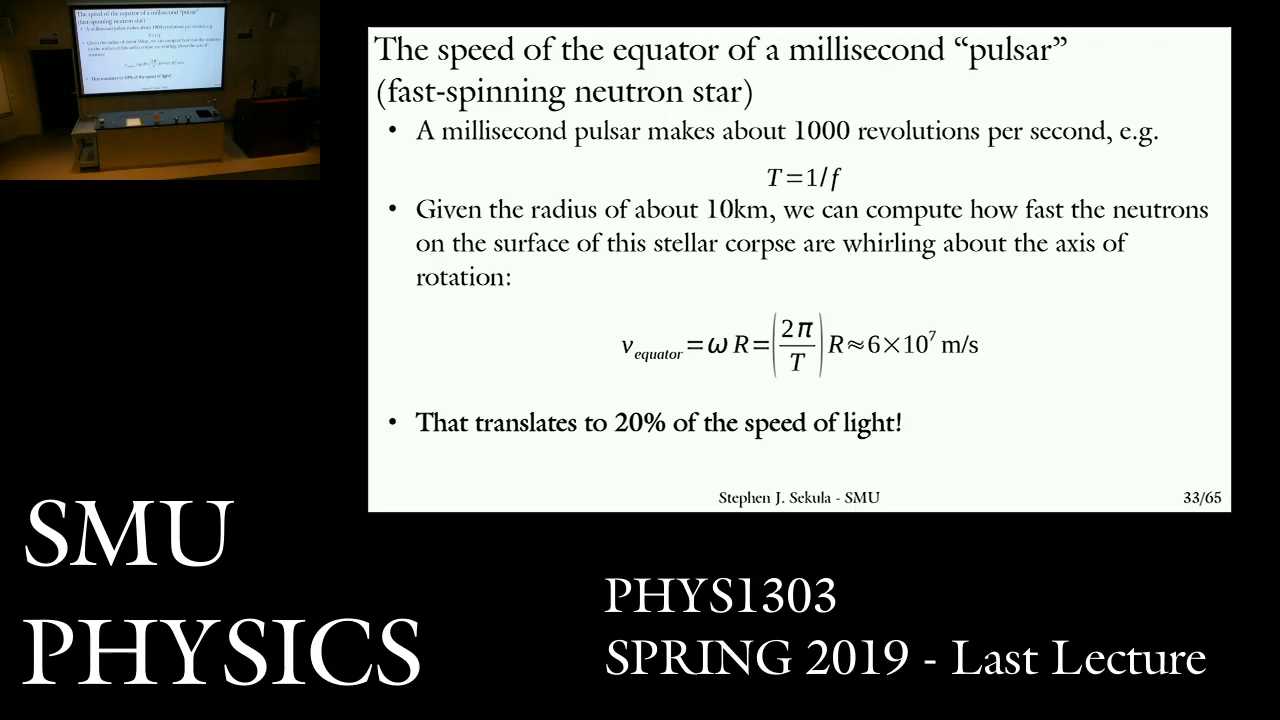 The speed of the equator of a millisecond “pulsar”
(fast-spinning neutron star)
• A millisecond pulsar makes about 1000 revolutions per second, e.g.
T=1/f
• Given the radius of about 10km, we can compute how fast the neutrons
on the surface of this stellar corpse are whirling about the axis of
rotation:
v_equator = ω R = (2π/T) R ≈ 6×10⁷ m/s
• That translates to 20% of the speed of light!
Stephen J. Sekula - SMU
33/65
SMU
PHYSICS
PHYS1303
SPRING 2019 - Last Lecture